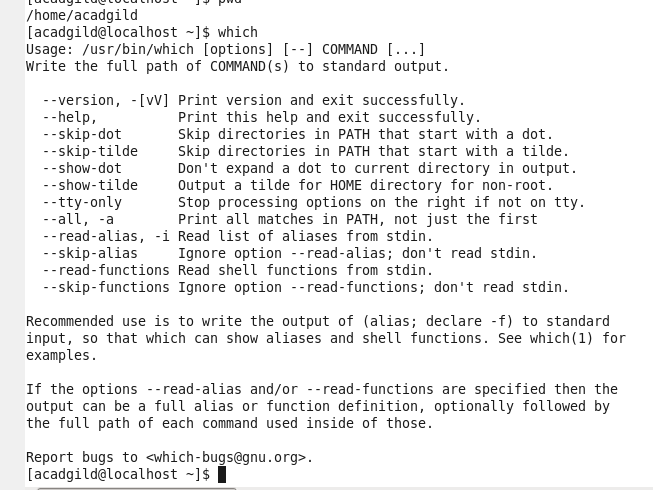 [acadgild@localhost ~]$ pwd
/home/acadgild
[acadgild@localhost ~]$ which
Usage: /usr/bin/which [options] [--] COMMAND [...]
Write the full path of COMMAND(s) to standard output.

  --version, -[vV] Print version and exit successfully.
  --help,          Print this help and exit successfully.
  --skip-dot       Skip directories in PATH that start with a dot.
  --skip-tilde     Skip directories in PATH that start with a tilde.
  --show-dot       Don't expand a dot to current directory in output.
  --show-tilde     Output a tilde for HOME directory for non-root.
  --tty-only       Stop processing options on the right if not on tty.
  --all, -a        Print all matches in PATH, not just the first
  --read-alias, -i Read list of aliases from stdin.
  --skip-alias     Ignore option --read-alias; don't read stdin.
  --read-functions Read shell functions from stdin.
  --skip-functions Ignore option --read-functions; don't read stdin.

Recommended use is to write the output of (alias; declare -f) to standard
input, so that which can show aliases and shell functions. See which(1) for
examples.

If the options --read-alias and/or --read-functions are specified then the
output can be a full alias or function definition, optionally followed by
the full path of each command used inside of those.

Report bugs to <which-bugs@gnu.org>.
[acadgild@localhost ~]$